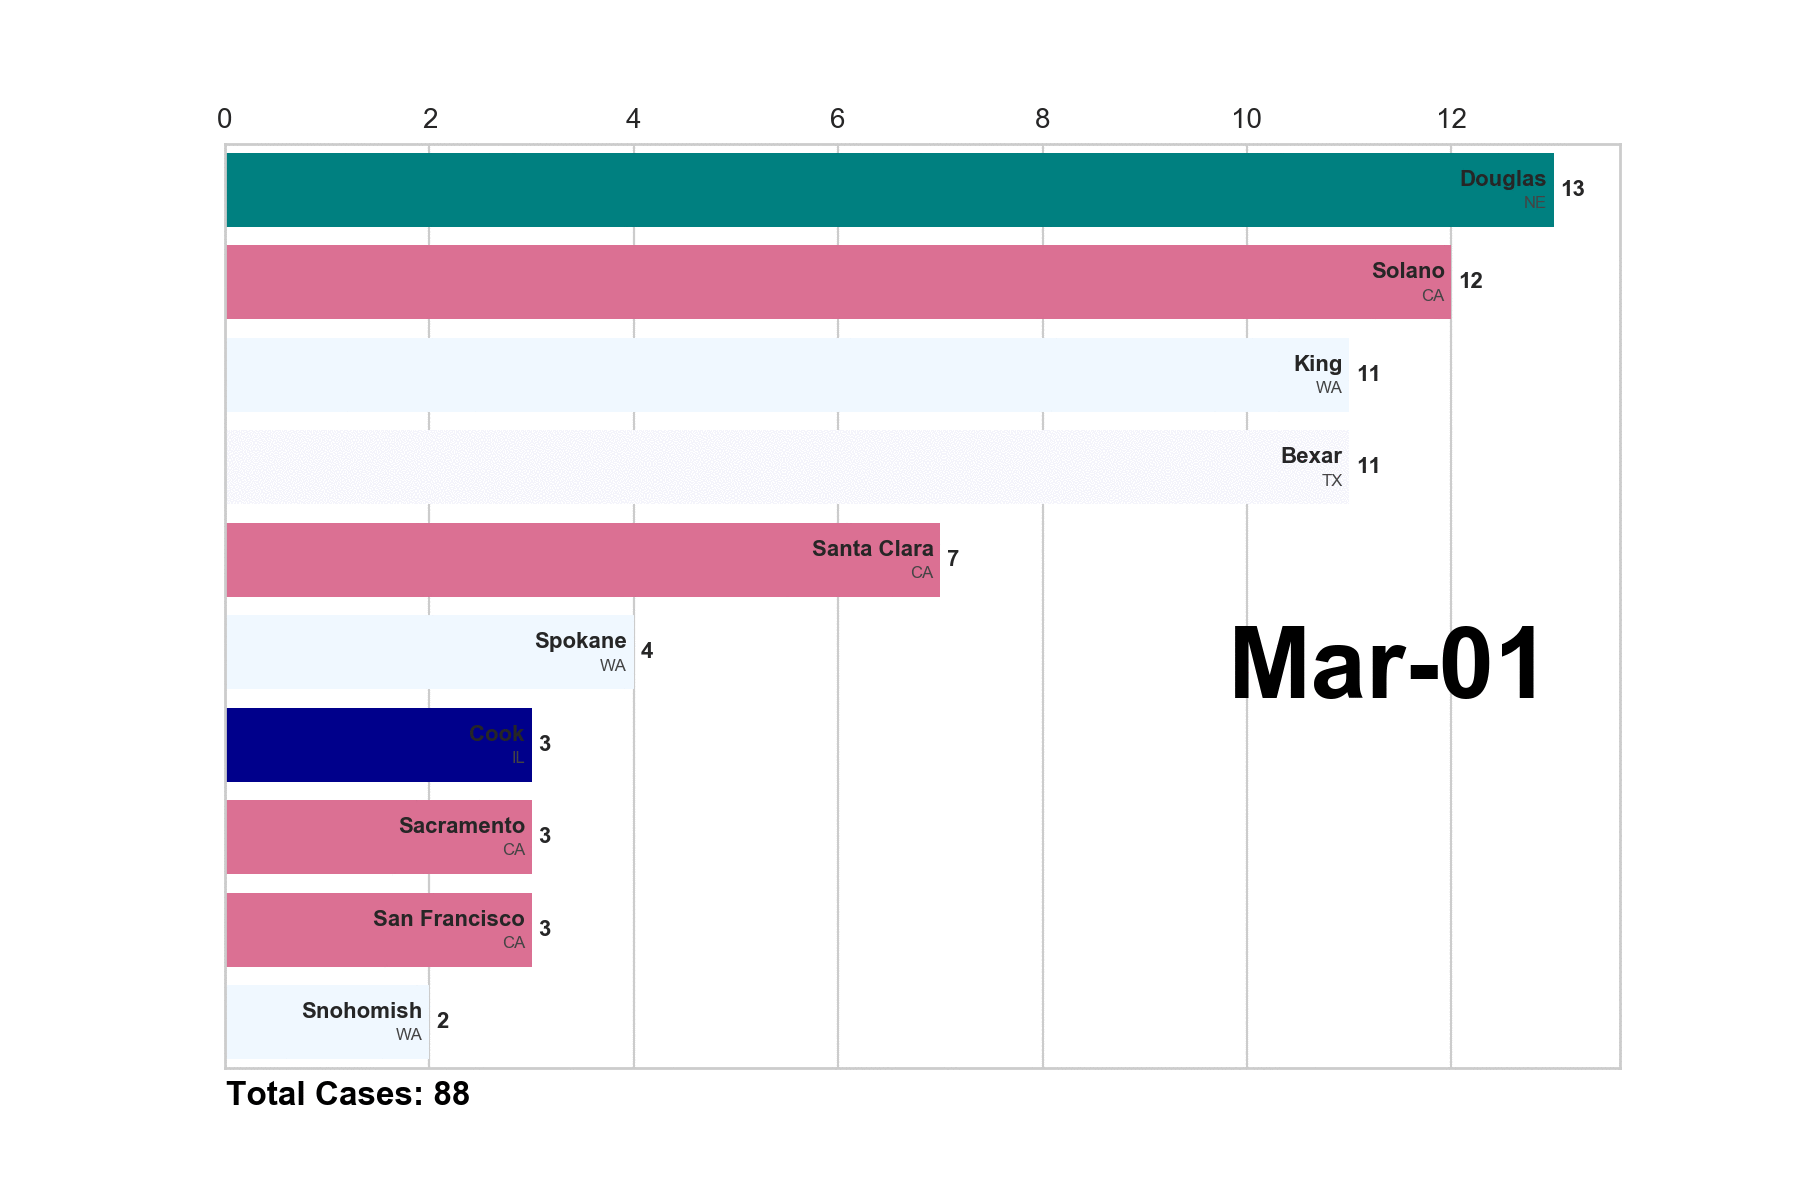 0 2 4 6 8 10 12
Douglas
NE
13
Solano
CA
12
King
WA
11
Bexar
TX
11
Santa Clara
CA
7
Spokane
WA
4
Mar-01
Cook
IL
3
Sacramento
CA
3
San Francisco
CA
3
Snohomish
WA
2
Total Cases: 88